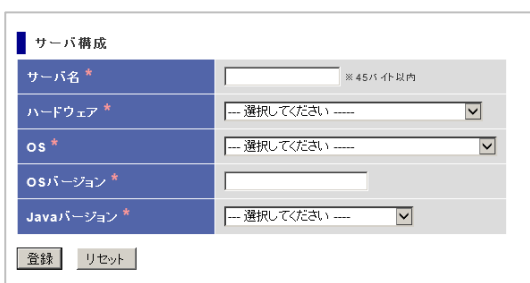 サーバ構成
サーバ名 *
※45バイト以内
ハードウェア *
--- 選択してください -----
OS *
--- 選択してください -----
OSバージョン *
Javaバージョン *
--- 選択してください ----
登録 リセット